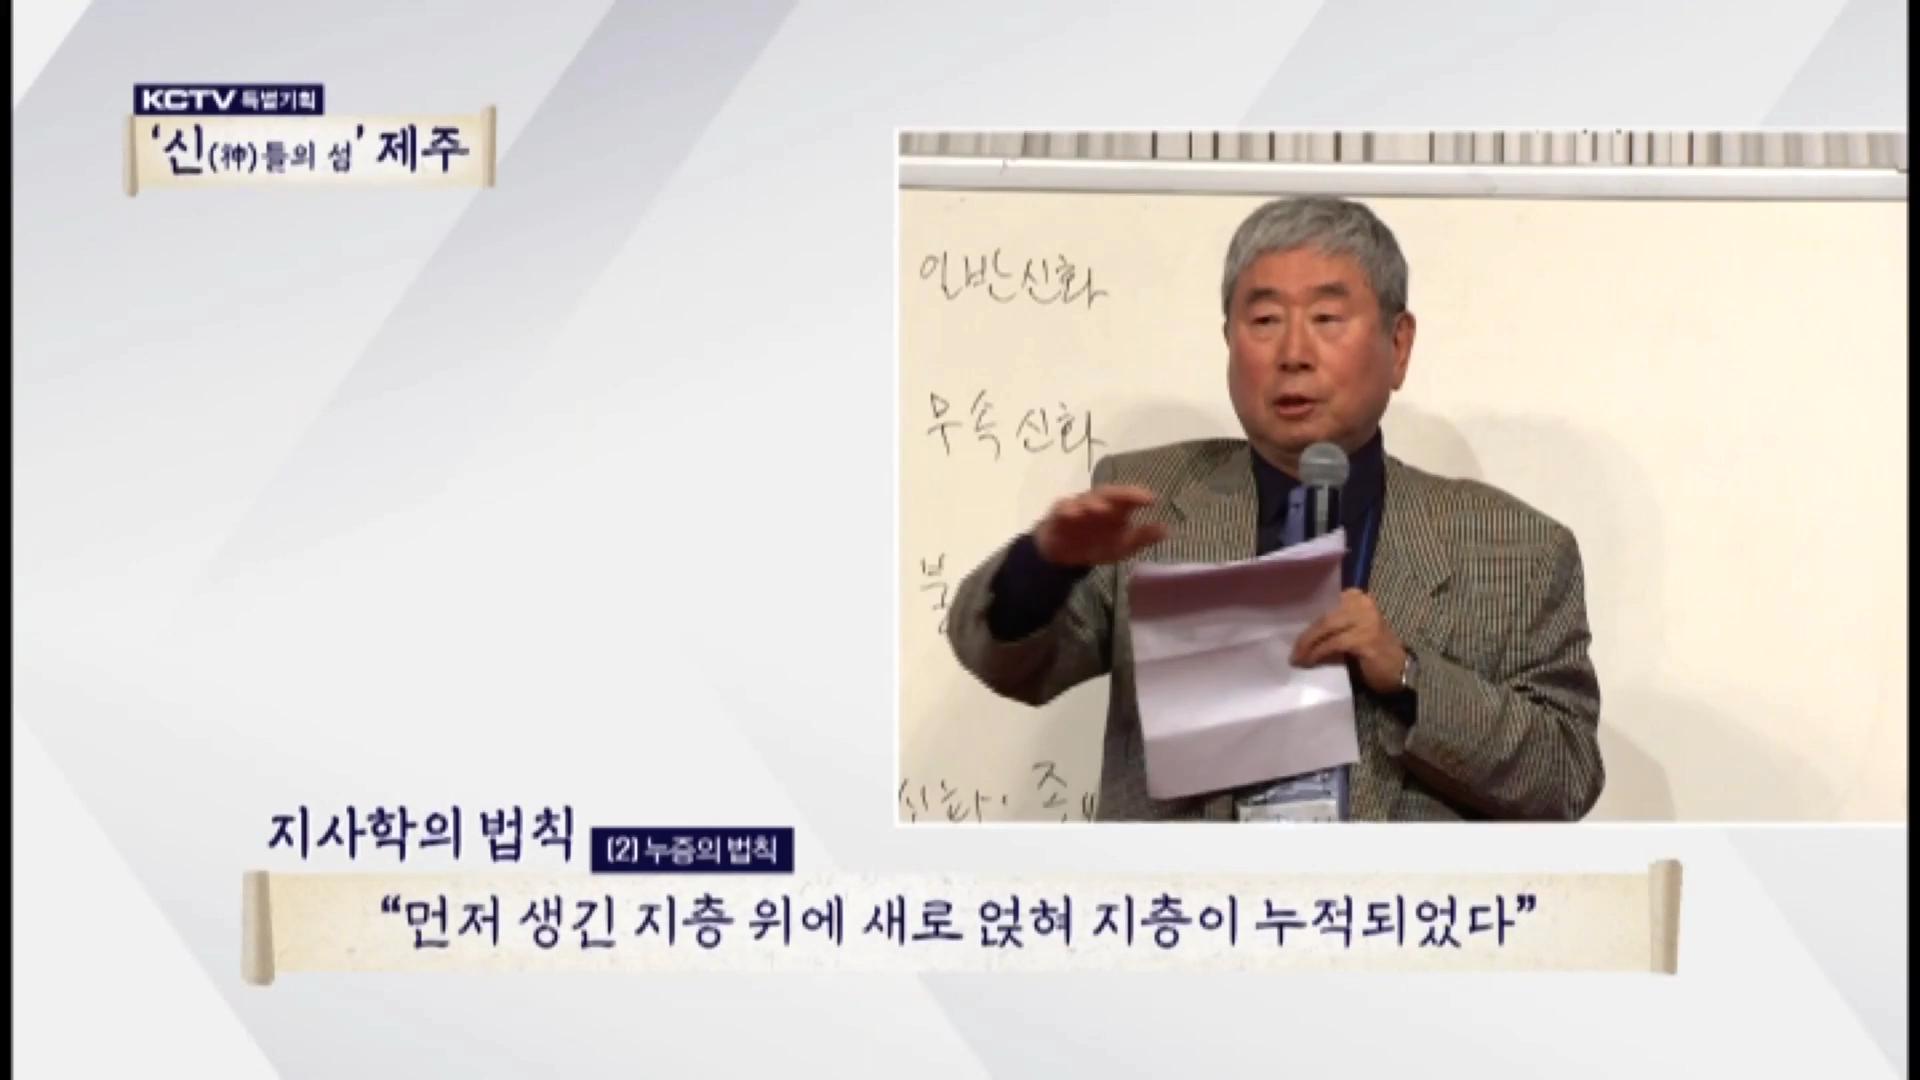 KCTV 특별기획
‘신(神)들의 섬’ 제주
일반신화
무속신화
지사학의 법칙
(2) 누증의 법칙
“먼저 생긴 지층 위에 새로 얹혀 지층이 누적되었다”